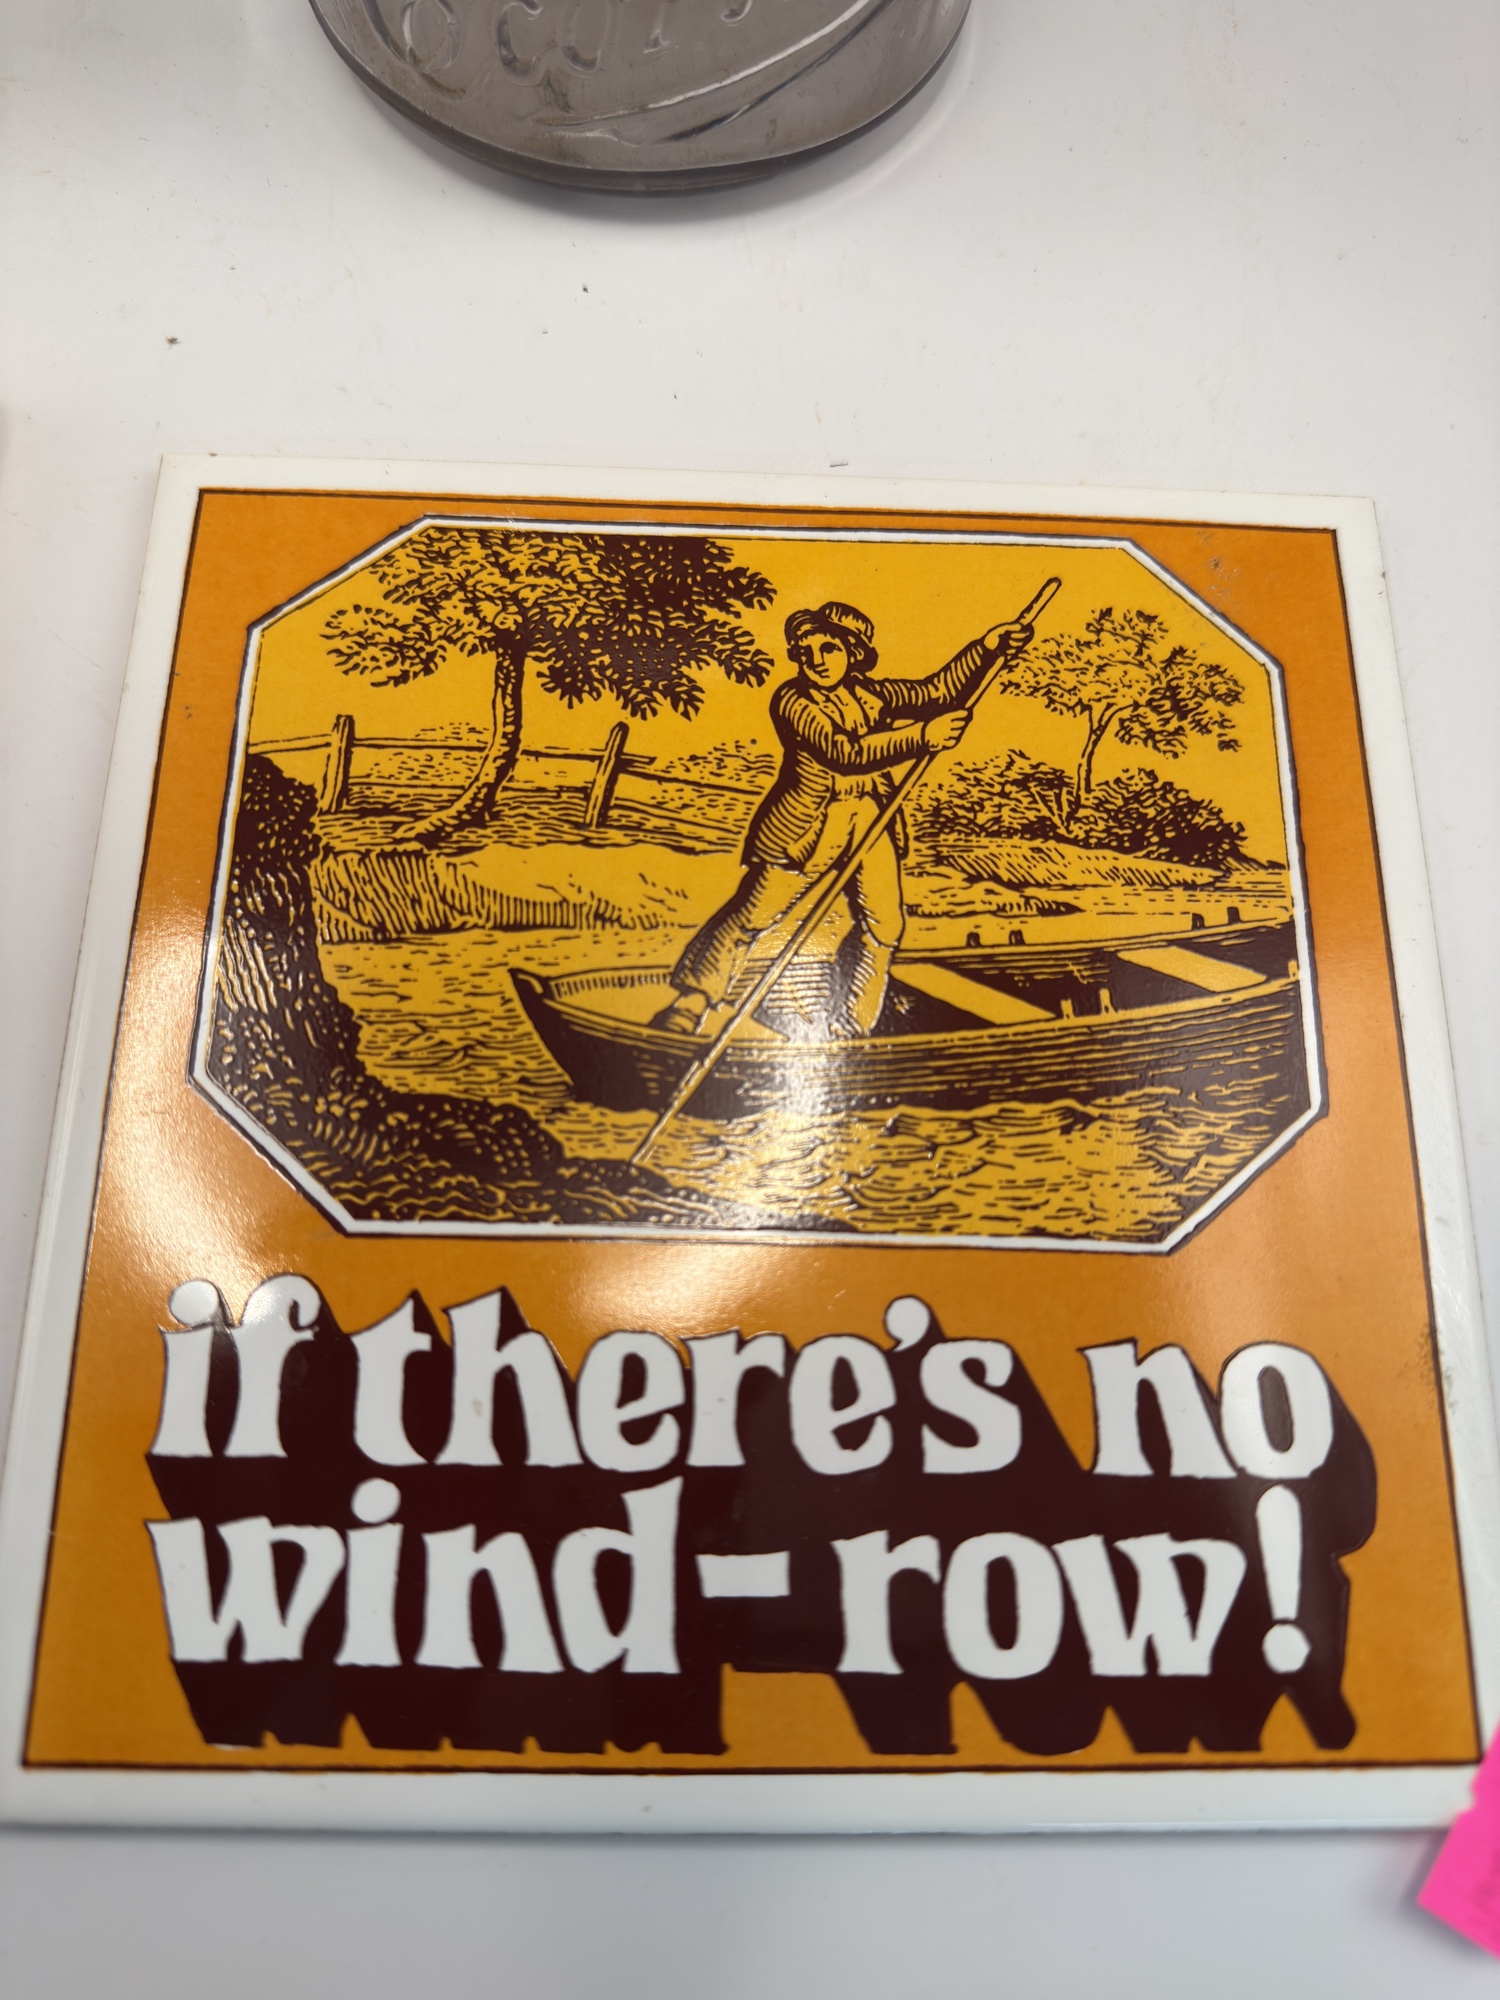 if there's no
wind-row!